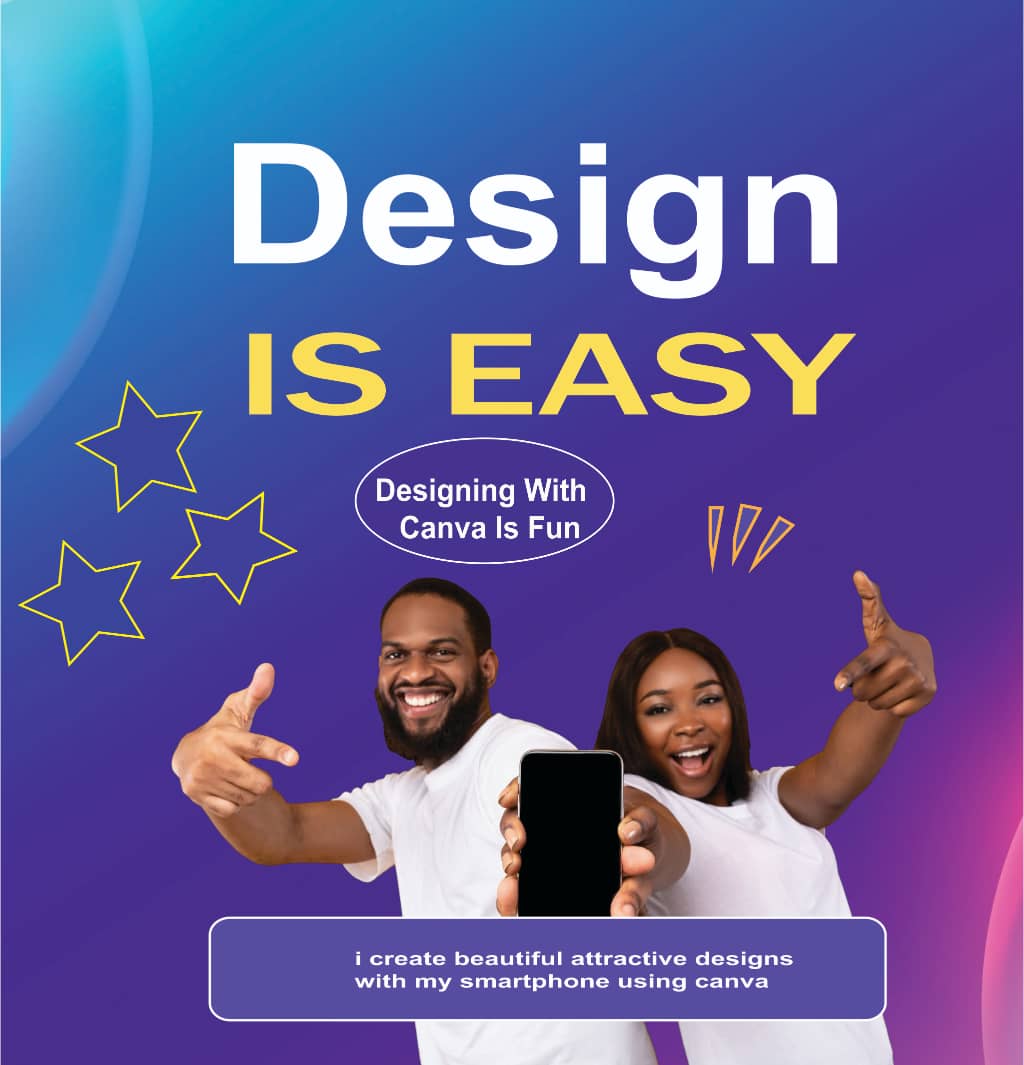 Design
IS EASY
Designing With
Canva Is Fun
i create beautiful attractive designs
with my smartphone using canva